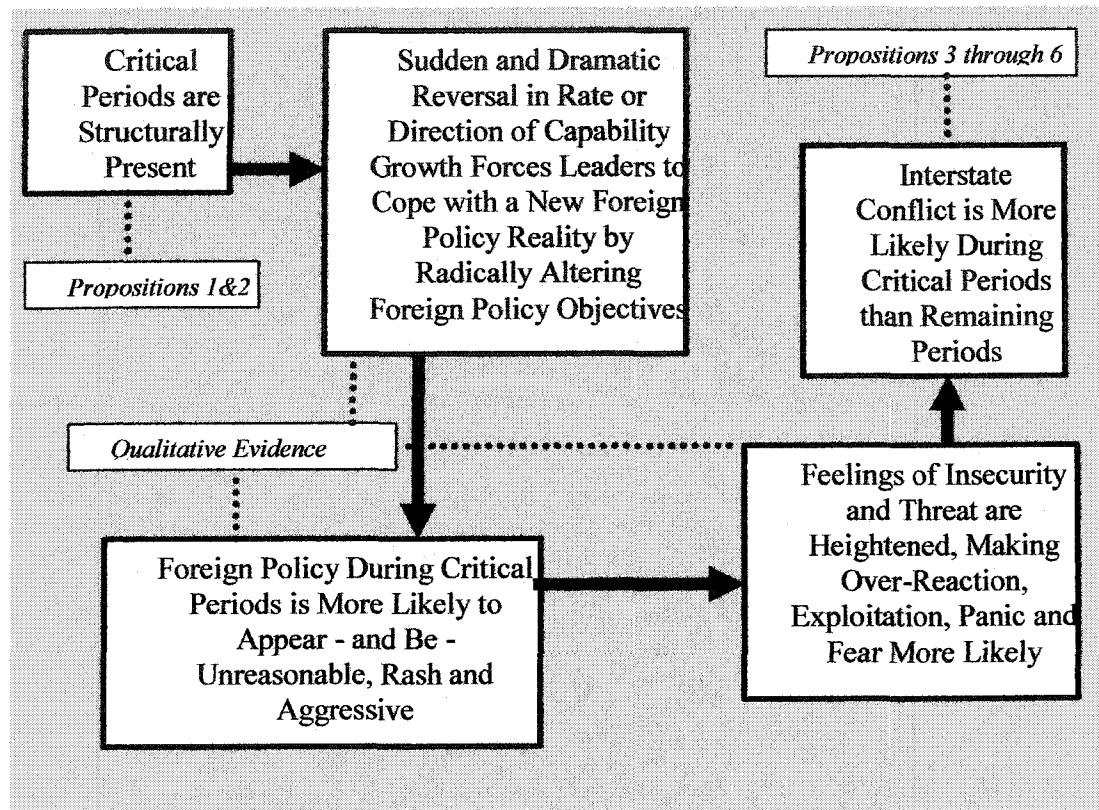 Critical
Periods are
Structurally
Present
Propositions 1&2
Sudden and Dramatic
Reversal in Rate or
Direction of Capability
Growth Forces Leaders to
Cope with a New Foreign
Policy Reality by
Radically Altering
Foreign Policy Objectives
Qualitative Evidence
Foreign Policy During Critical
Periods is More Likely to
Appear - and Be -
Unreasonable, Rash and
Aggressive
Feelings of Insecurity
and Threat are
Heightened, Making
Over-Reaction,
Exploitation, Panic and
Fear More Likely
Interstate
Conflict is More
Likely During
Critical Periods
than Remaining
Periods
Propositions 3 through 6